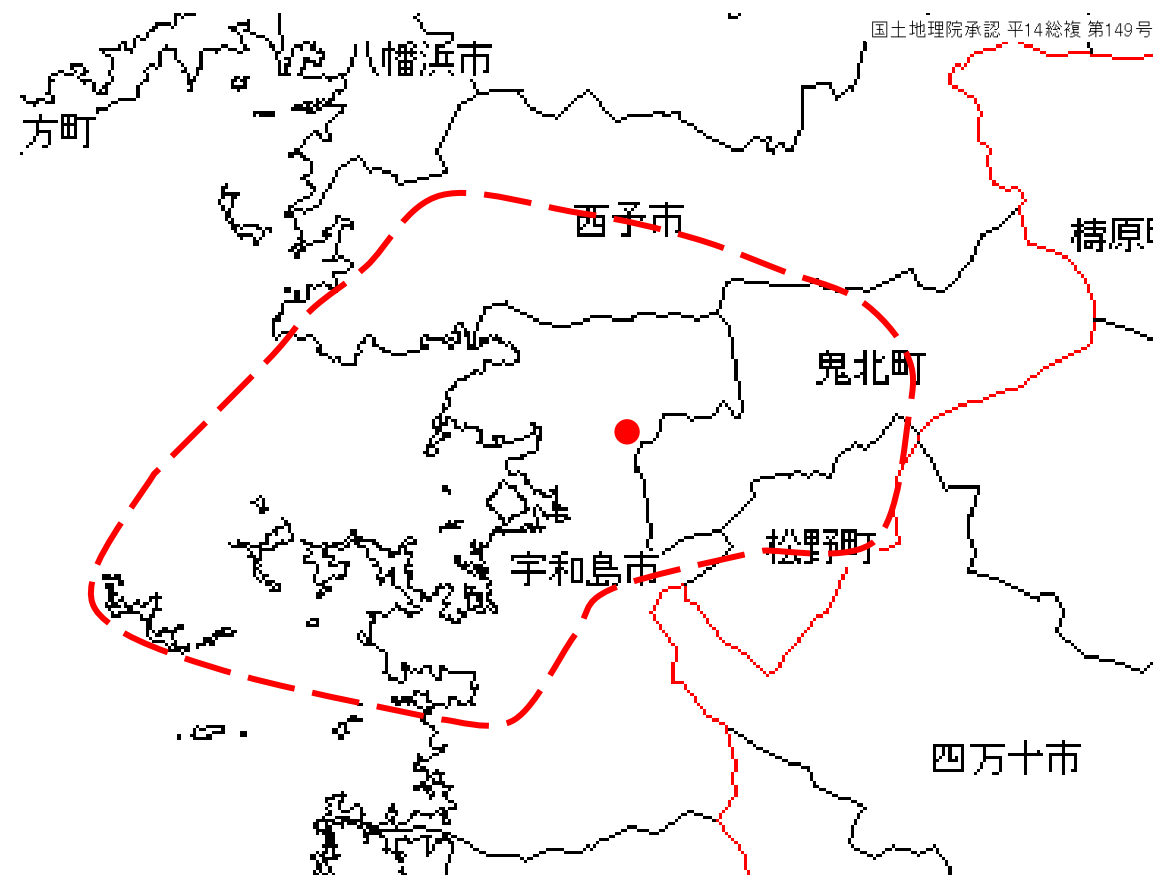 国土地理院承認 平14総複 第149号
八幡浜市
方町
西予市
梼原町
鬼北町
松野町
宇和島市
四万十市